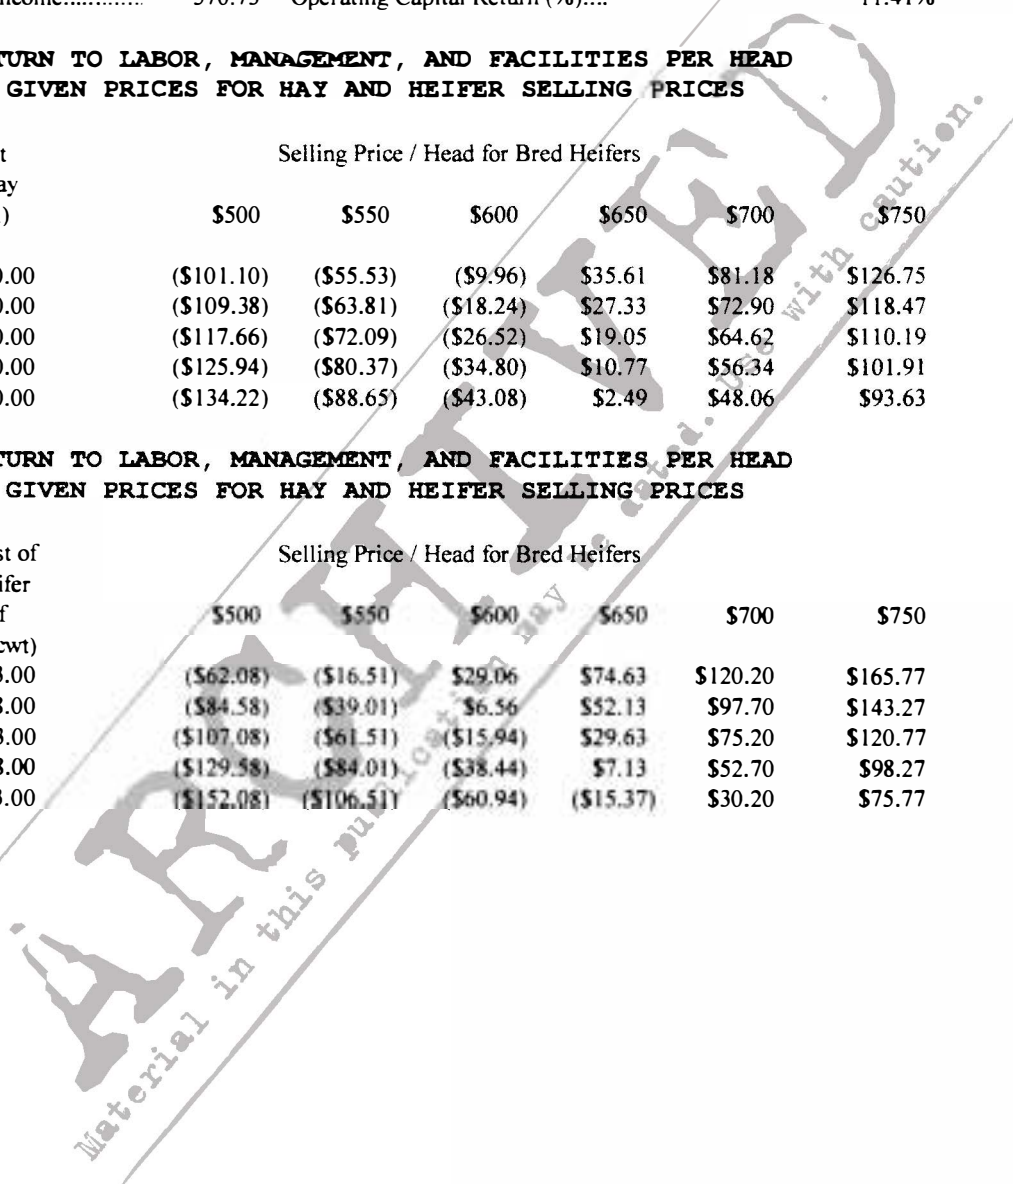 ncome.............. 570.75 Operating Capital Return (%).... 11.41%
TURN TO LABOR, MANAGEMENT, AND FACILITIES PER HEAD
GIVEN PRICES FOR HAY AND HEIFER SELLING PRICES
t Selling Price / Head for Bred Heifers
ay
) $500 $550 $600 $650 $700 $750
0.00 ($101.10) ($55.53) ($9.96) $35.61 $81.18 $126.75
0.00 ($109.38) ($63.81) ($18.24) $27.33 $72.90 $118.47
0.00 ($117.66) ($72.09) ($26.52) $19.05 $64.62 $110.19
0.00 ($125.94) ($80.37) ($34.80) $10.77 $56.34 $101.91
0.00 ($134.22) ($88.65) ($43.08) $2.49 $48.06 $93.63
TURN TO LABOR, MANAGEMENT, AND FACILITIES PER HEAD
GIVEN PRICES FOR HAY AND HEIFER SELLING PRICES
st of Selling Price / Head for Bred Heifers
ifer
f $500 $550 $600 $650 $700 $750
cwt)
3.00 ($62.08) ($16.51) $29.06 $74.63 $120.20 $165.77
8.00 ($84.58) ($39.01) $6.56 $52.13 $97.70 $143.27
3.00 ($107.08) ($61.51) ($15.94) $29.63 $75.20 $120.77
8.00 ($129.58) ($84.01) ($38.44) $7.13 $52.70 $98.27
3.00 ($152.08) ($106.51) ($60.94) ($15.37) $30.20 $75.77
ARCHIVED
Material in this publication may be dated. Use with caution.